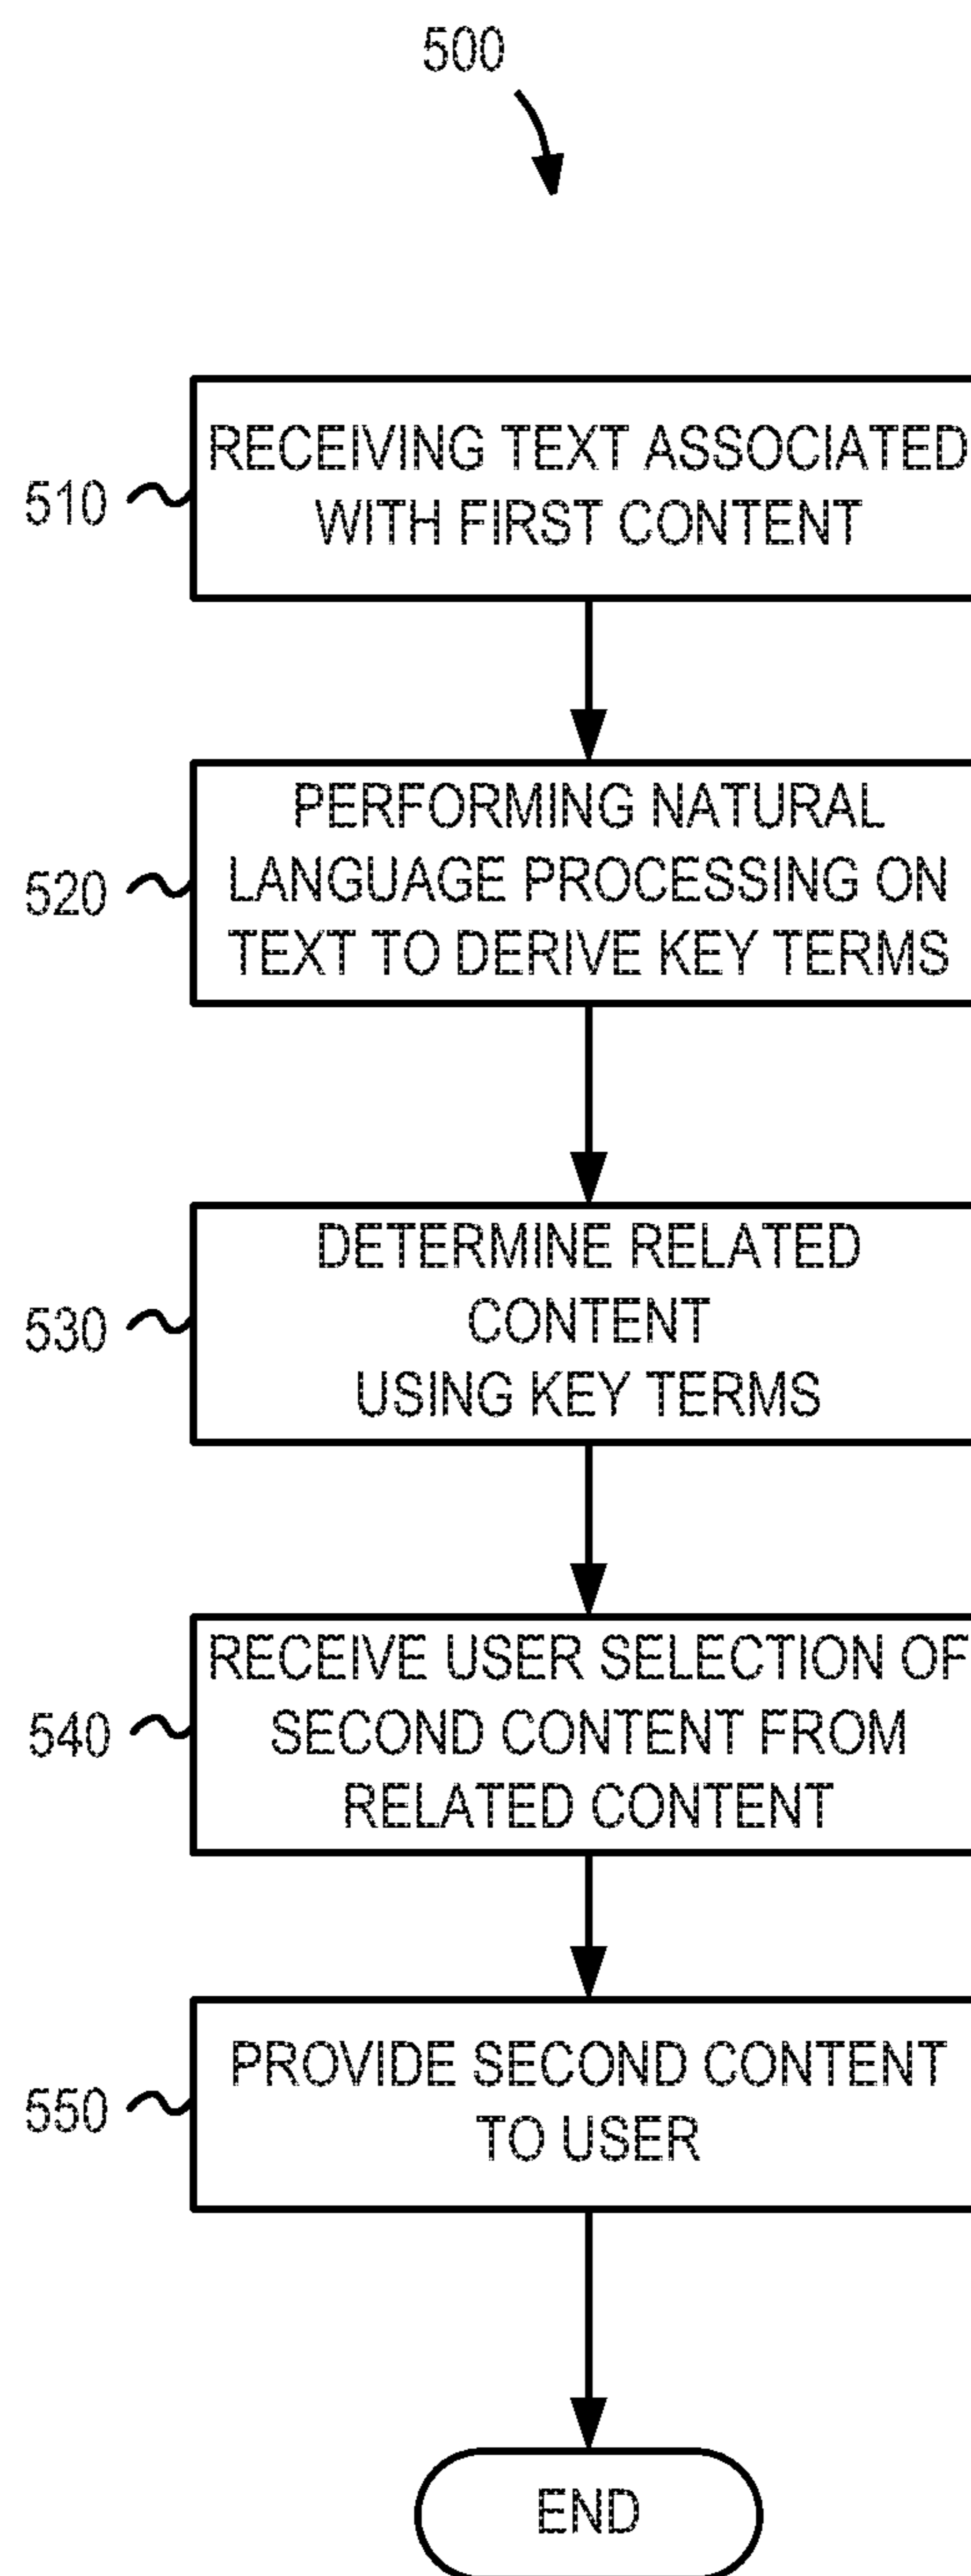 500
510
RECEIVING TEXT ASSOCIATED
WITH FIRST CONTENT
520
PERFORMING NATURAL
LANGUAGE PROCESSING ON
TEXT TO DERIVE KEY TERMS
530
DETERMINE RELATED
CONTENT
USING KEY TERMS
540
RECEIVE USER SELECTION OF
SECOND CONTENT FROM
RELATED CONTENT
550
PROVIDE SECOND CONTENT
TO USER
END